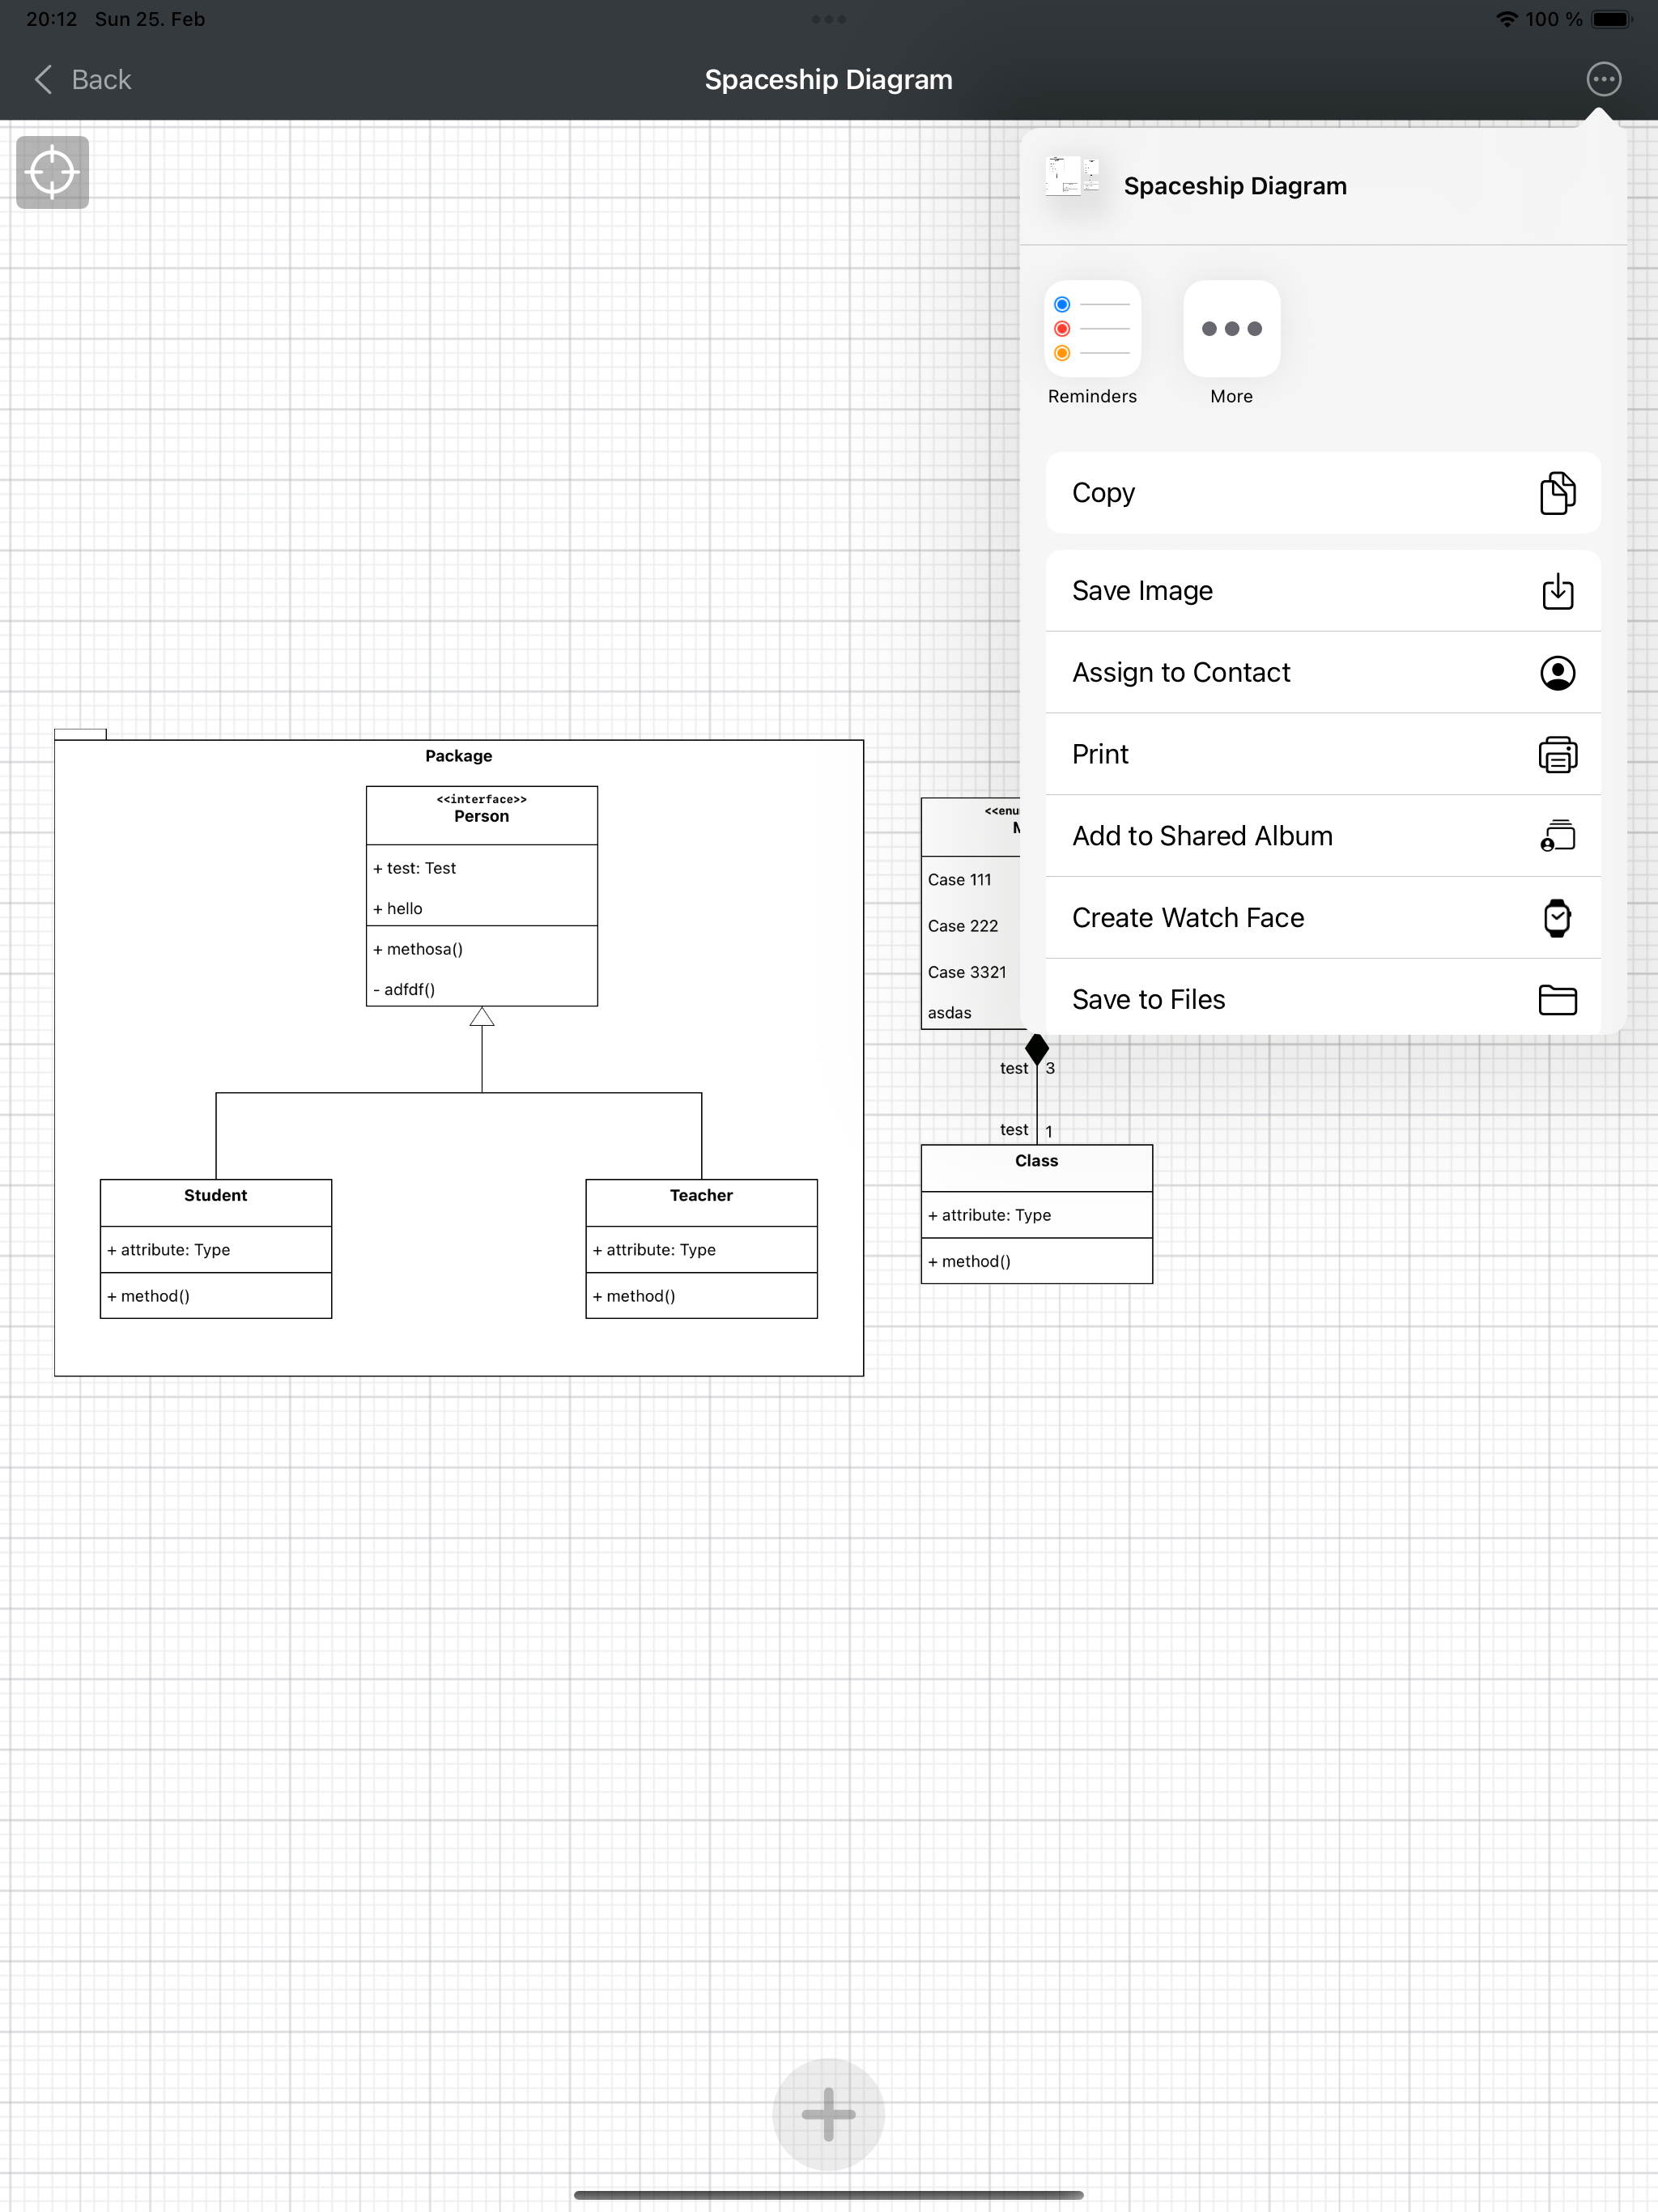 20:12 Sun 25. Feb
100 %
Back
Spaceship Diagram
Spaceship Diagram
Reminders
More
Copy
Save Image
Assign to Contact
Print
Add to Shared Album
Create Watch Face
Save to Files
Package
<<interface>>
Person
+ test: Test
+ hello
+ methosa()
- adfdf()
Student
+ attribute: Type
+ method()
Teacher
+ attribute: Type
+ method()
Case 111
Case 222
Case 3321
asdas
test 3
test 1
Class
+ attribute: Type
+ method()